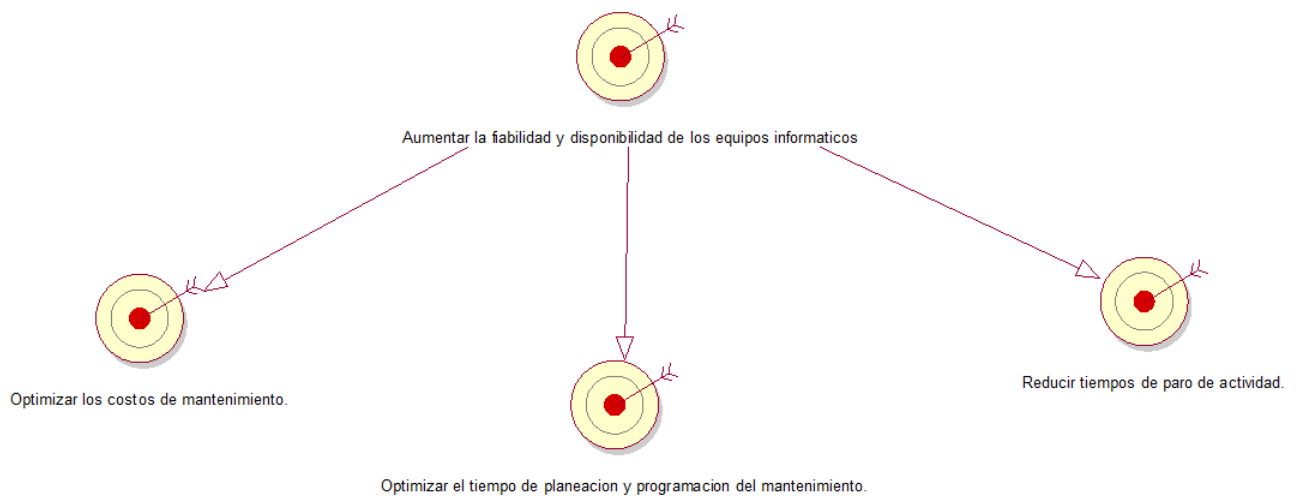 Aumentar la fiabilidad y disponibilidad de los equipos informaticos
Optimizar los costos de mantenimiento.
Reducir tiempos de paro de actividad.
Optimizar el tiempo de planeacion y programacion del mantenimiento.